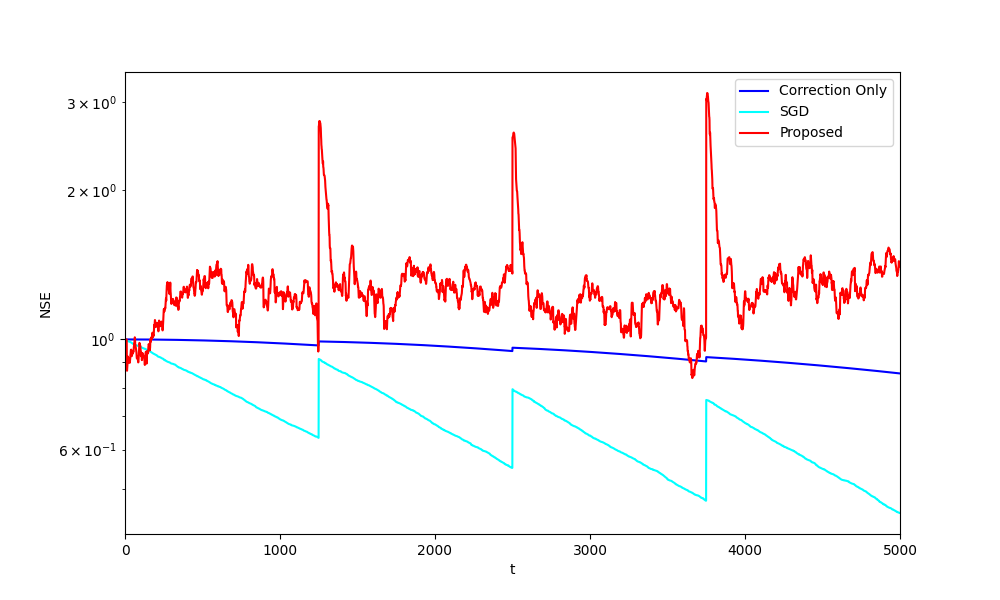 Correction Only
SGD
Proposed
3 × 10⁰
2 × 10⁰
10⁰
6 × 10⁻¹
NSE
0 1000 2000 3000 4000 5000
t